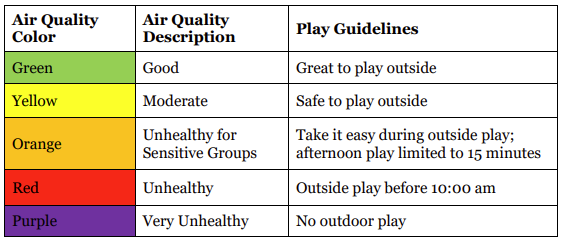 Air Quality Color Air Quality Description Play Guidelines
Green Good Great to play outside
Yellow Moderate Safe to play outside
Orange Unhealthy for Sensitive Groups Take it easy during outside play; afternoon play limited to 15 minutes
Red Unhealthy Outside play before 10:00 am
Purple Very Unhealthy No outdoor play